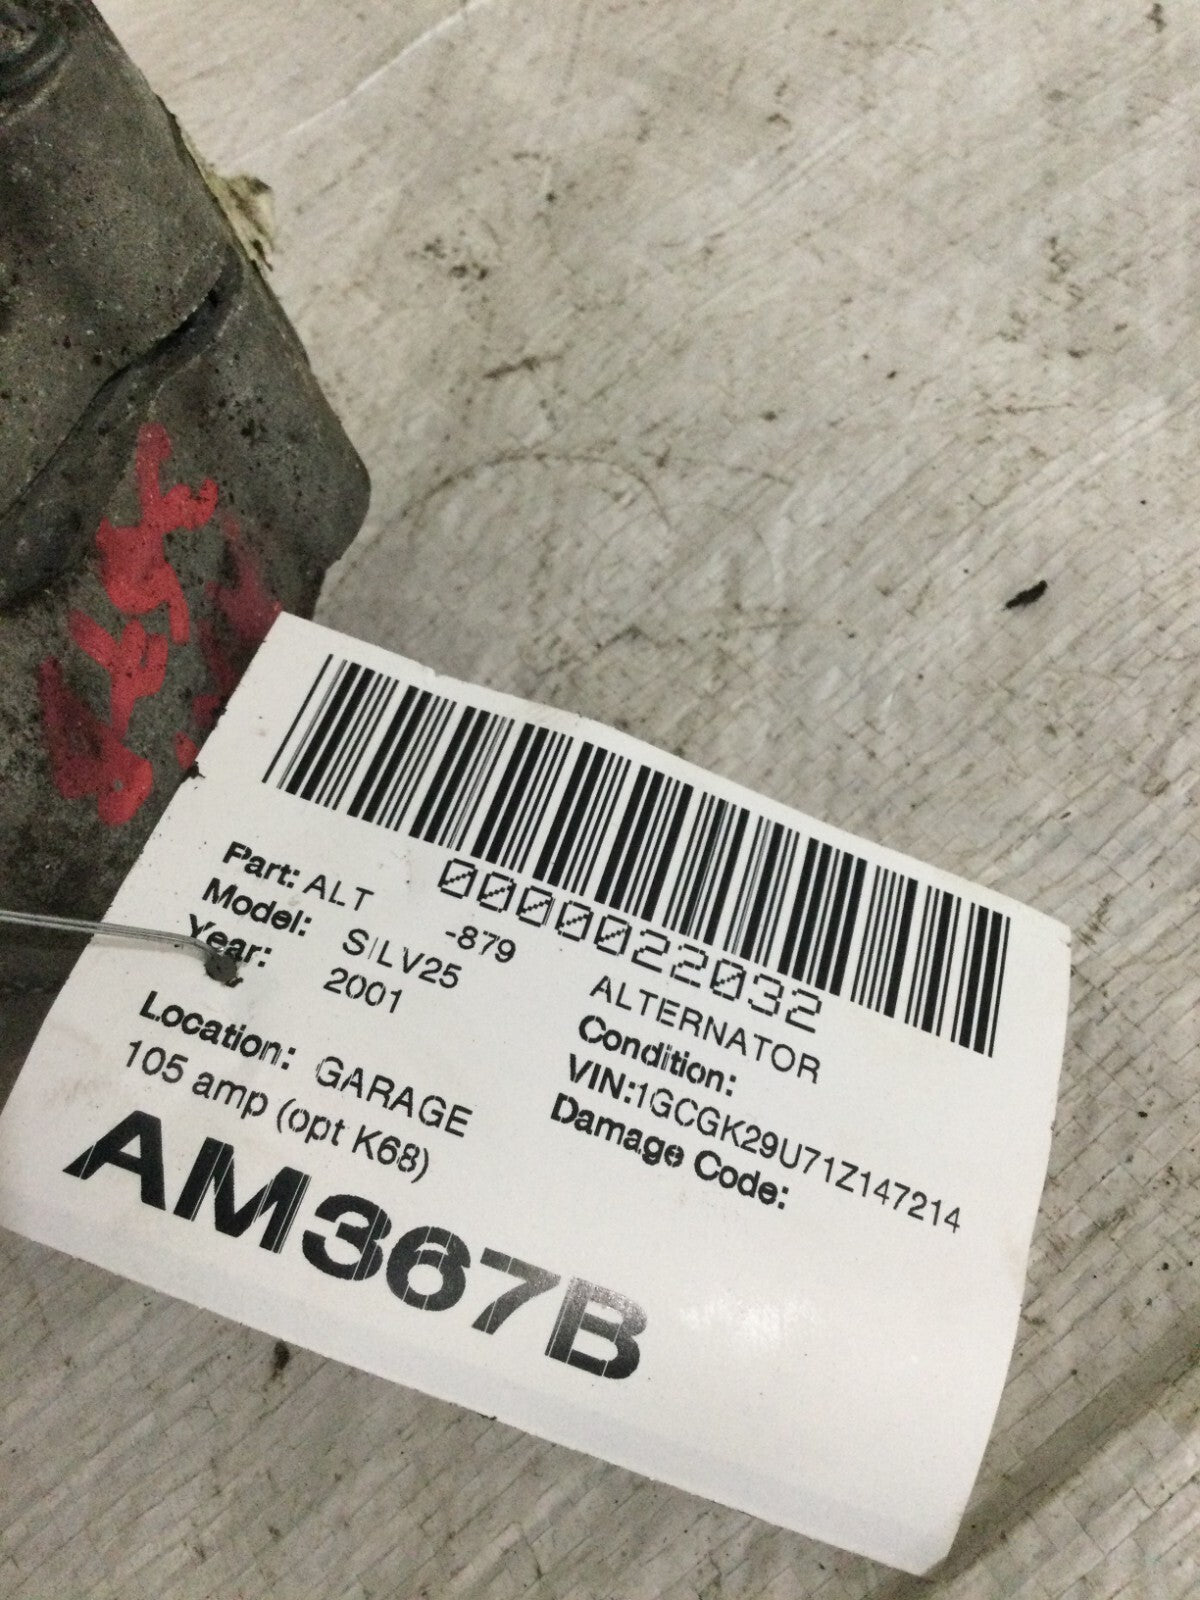 0000022032
Part: ALT -879
Model: SILV25
Year: 2001
ALTERNATOR
Condition:
VIN:1GCGK29U71Z147214
Damage Code:
Location: GARAGE
105 amp (opt K68)
AM367B